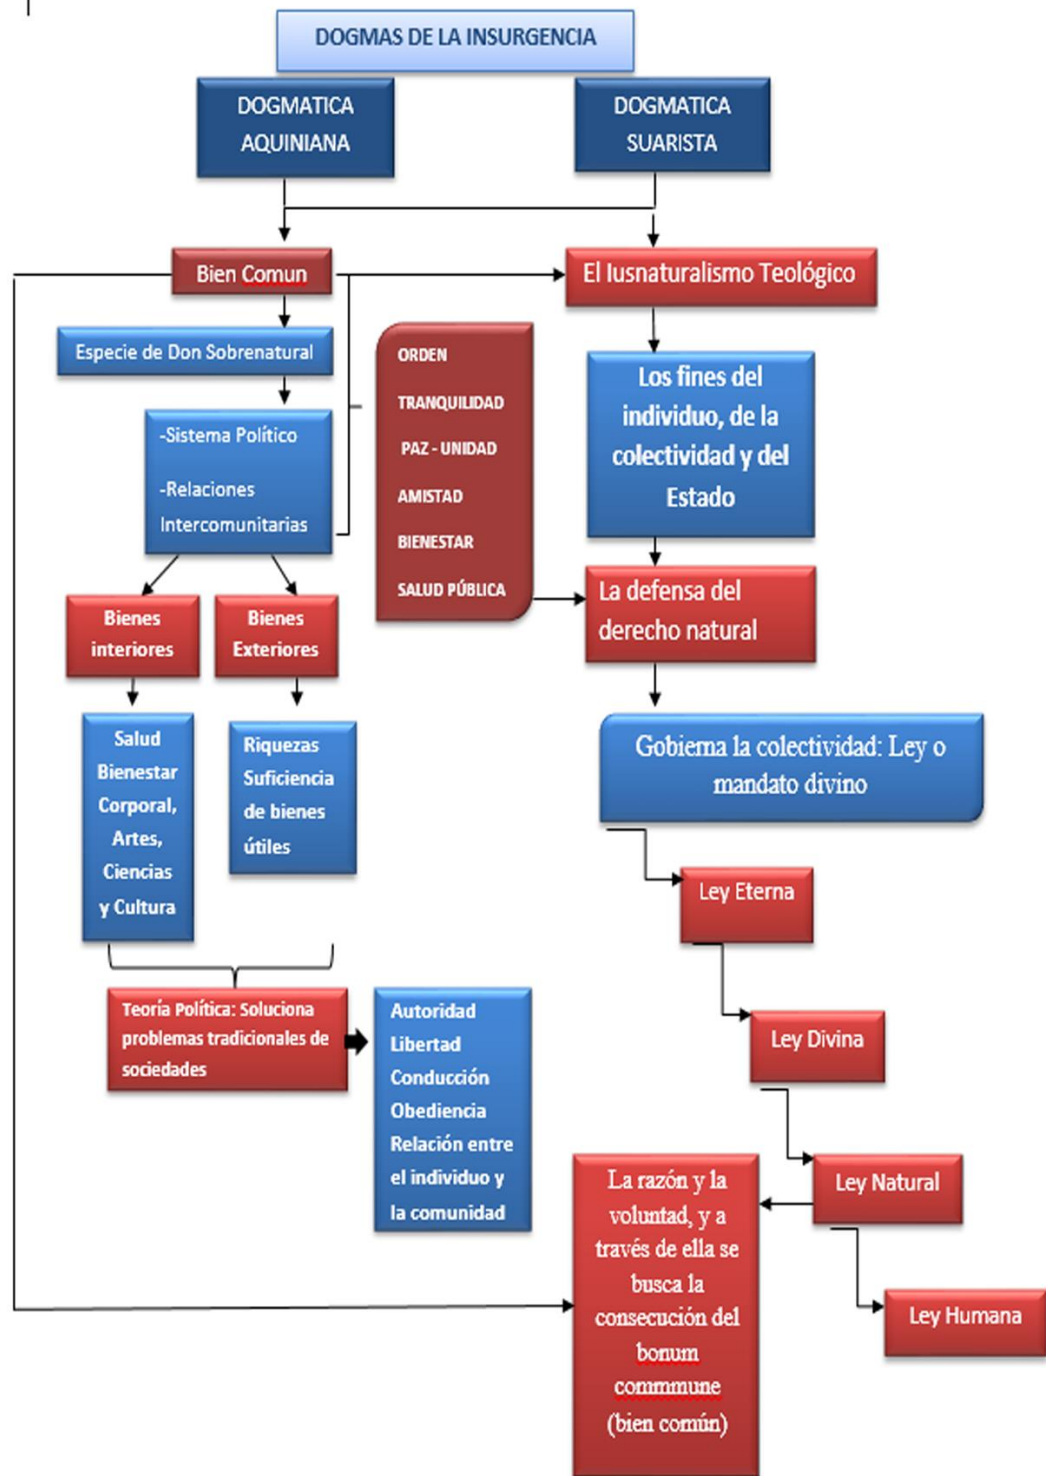 DOGMAS DE LA INSURGENCIA
DOGMATICA
AQUINIANA
DOGMATICA
SUARISTA
Bien Comun
El Iusnaturalismo Teológico
Especie de Don Sobrenatural
-Sistema Político
-Relaciones
Intercomunitarias
ORDEN
TRANQUILIDAD
PAZ - UNIDAD
AMISTAD
BIENESTAR
SALUD PÚBLICA
Los fines del
individuo, de la
colectividad y del
Estado
La defensa del
derecho natural
Bienes
interiores
Bienes
Exteriores
Salud
Bienestar
Corporal,
Artes,
Ciencias
y Cultura
Riquezas
Suficiencia
de bienes
útiles
Gobierna la colectividad: Ley o
mandato divino
Ley Eterna
Ley Divina
Ley Natural
Ley Humana
Teoría Política: Soluciona
problemas tradicionales de
sociedades
Autoridad
Libertad
Conducción
Obediencia
Relación entre
el individuo y
la comunidad
La razón y la
voluntad, y a
través de ella se
busca la
consecución del
bonum
commmune
(bien común)